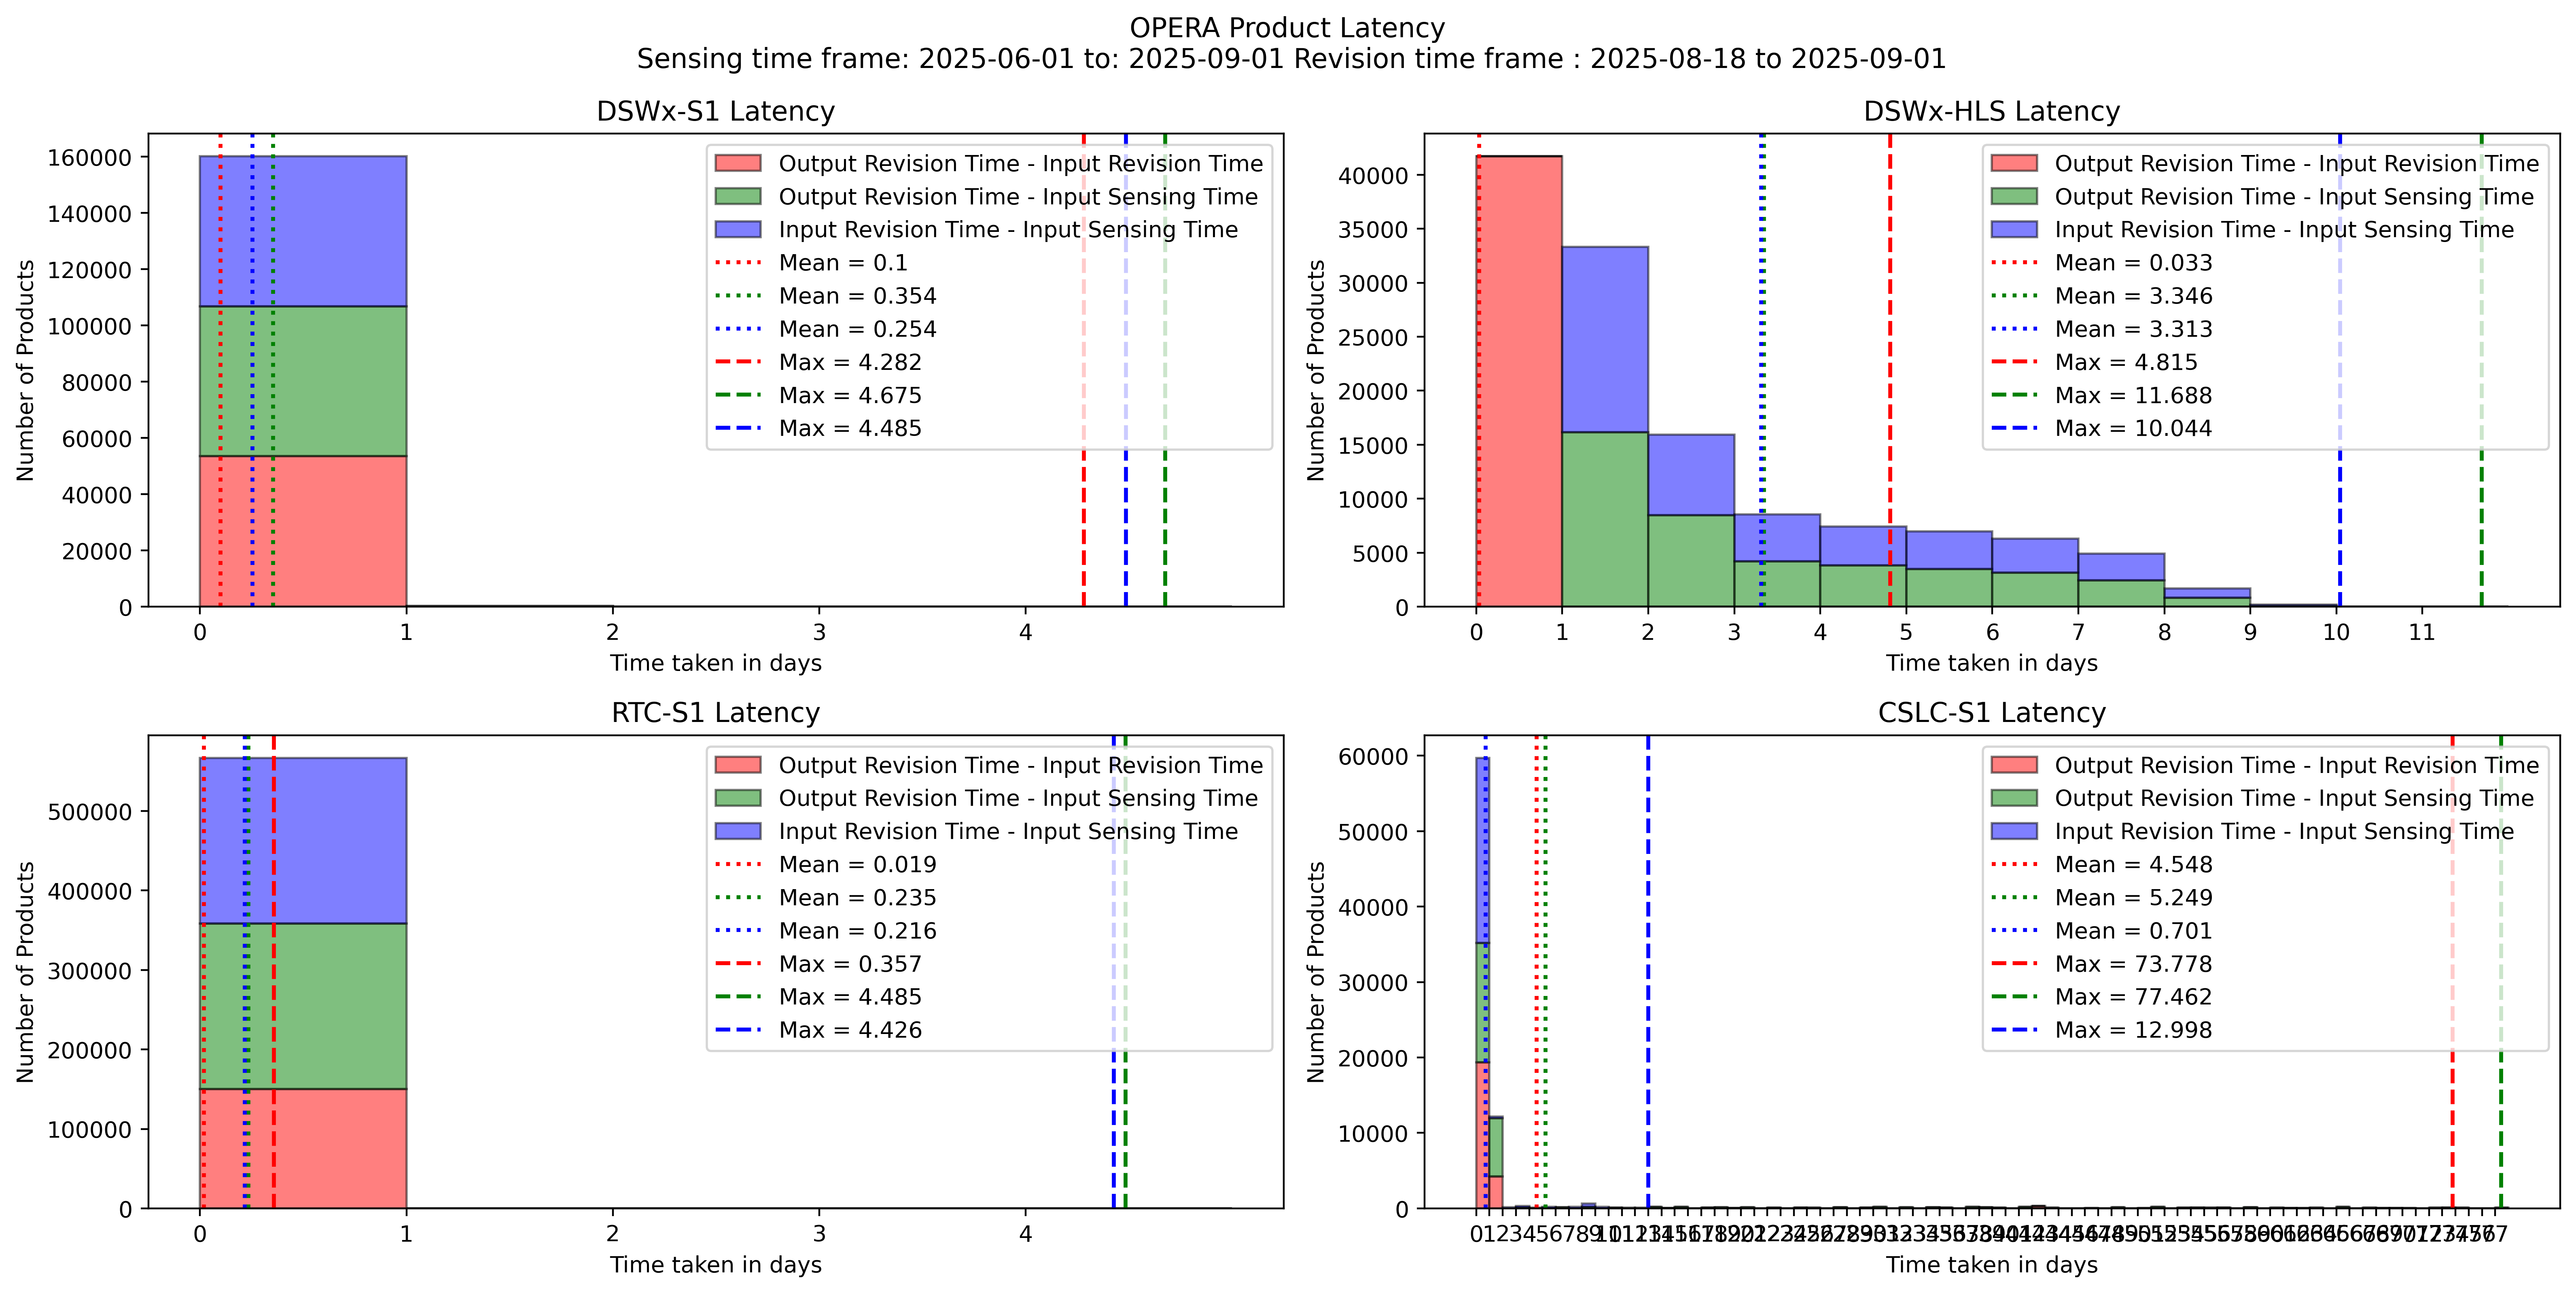 OPERA Product Latency
Sensing time frame: 2025-06-01 to: 2025-09-01 Revision time frame : 2025-08-18 to 2025-09-01
DSWx-S1 Latency
Number of Products
160000
140000
120000
100000
80000
60000
40000
20000
0
Output Revision Time - Input Revision Time
Output Revision Time - Input Sensing Time
Input Revision Time - Input Sensing Time
Mean = 0.1
Mean = 0.354
Mean = 0.254
Max = 4.282
Max = 4.675
Max = 4.485
0 1 2 3 4
Time taken in days
DSWx-HLS Latency
Number of Products
40000
35000
30000
25000
20000
15000
10000
5000
0
Output Revision Time - Input Revision Time
Output Revision Time - Input Sensing Time
Input Revision Time - Input Sensing Time
Mean = 0.033
Mean = 3.346
Mean = 3.313
Max = 4.815
Max = 11.688
Max = 10.044
0 1 2 3 4 5 6 7 8 9 10 11
Time taken in days
RTC-S1 Latency
Number of Products
500000
400000
300000
200000
100000
0
Output Revision Time - Input Revision Time
Output Revision Time - Input Sensing Time
Input Revision Time - Input Sensing Time
Mean = 0.019
Mean = 0.235
Mean = 0.216
Max = 0.357
Max = 4.485
Max = 4.426
0 1 2 3 4
Time taken in days
CSLC-S1 Latency
Number of Products
60000
50000
40000
30000
20000
10000
0
Output Revision Time - Input Revision Time
Output Revision Time - Input Sensing Time
Input Revision Time - Input Sensing Time
Mean = 4.548
Mean = 5.249
Mean = 0.701
Max = 73.778
Max = 77.462
Max = 12.998
0 1 2 3 4 5 6 7 8
Time taken in days